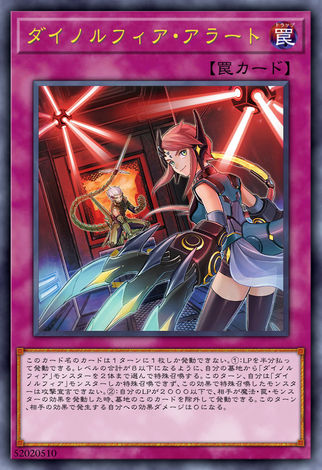 ダイノルフィア・アラート
トラップ
罠
【罠カード】
このカード名のカードは1ターンに1枚しか発動できない。①:LPを半分払っ
て発動できる。レベルの合計が8以下になるように、自分の墓地から「ダイノル
フィア」モンスターを2体まで選んで特殊召喚する。このターン、自分は「ダイ
ノルフィア」モンスターしか特殊召喚できず、この効果で特殊召喚したモンスタ
ーは攻撃宣言できない。②:自分のLPが2000以下で、相手が魔法・罠・モン
スターの効果を発動した時、墓地のこのカードを除外して発動できる。このターン
、相手の効果で発生する自分への効果ダメージは0になる。
52020510